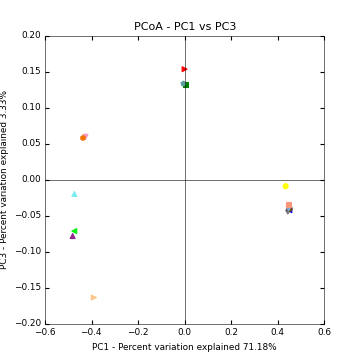 PCoA - PC1 vs PC3
0.20
0.15
0.10
0.05
0.00
−0.05
−0.10
−0.15
−0.20
PC3 - Percent variation explained 3.33%
−0.6 −0.4 −0.2 0.0 0.2 0.4 0.6
PC1 - Percent variation explained 71.18%